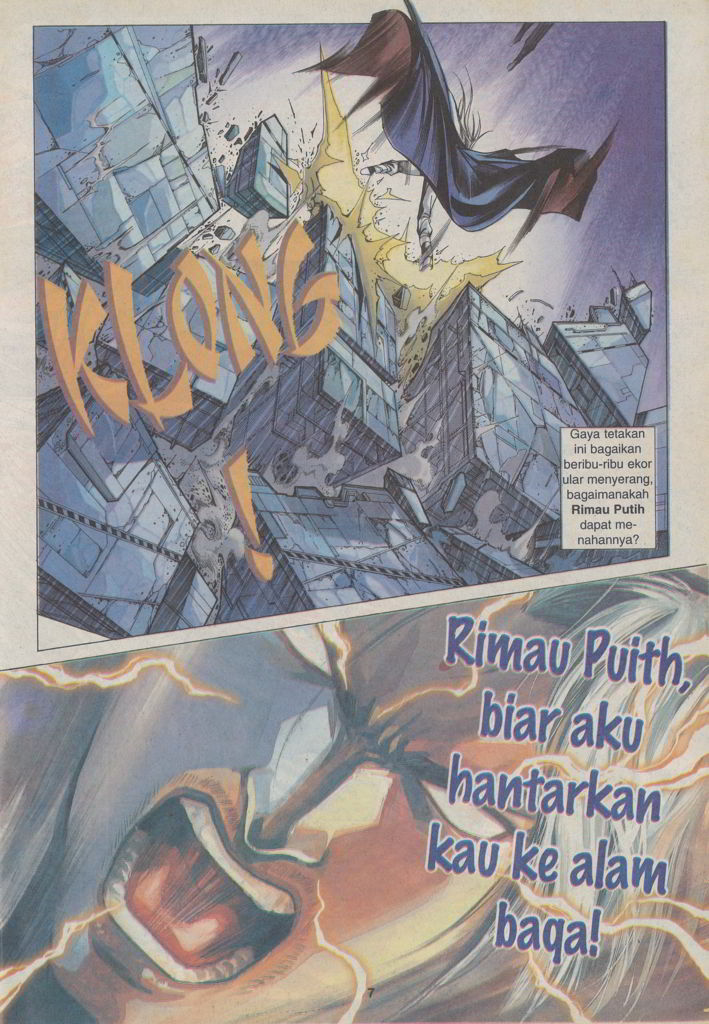 KLONG
!
Gaya tetakan
ini bagaikan
beribu-ribu ekor
ular menyerang,
bagaimanakah
Rimau Putih
dapat me-
nahannya?
Rimau Puith,
biar aku
hantarkan
kau ke alam
baqa!
7